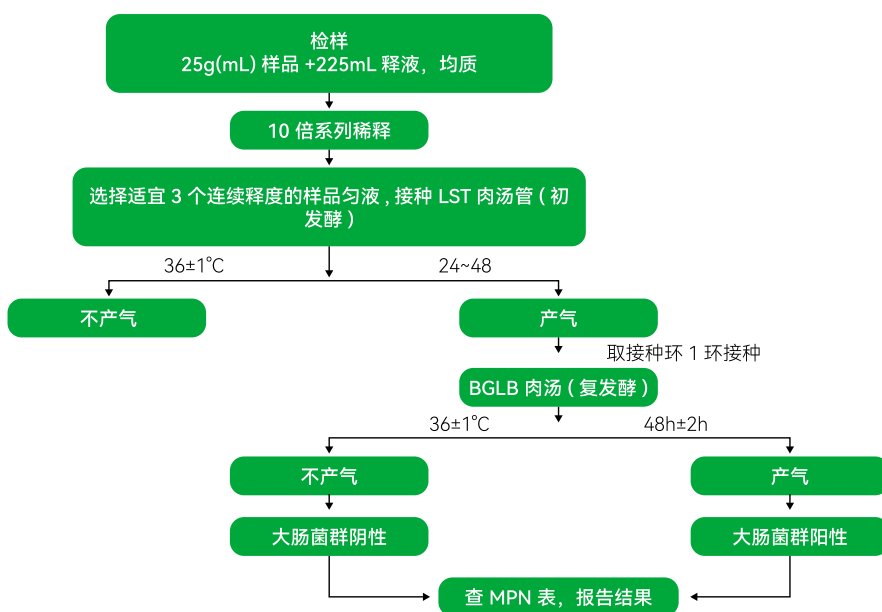 检样
25g(mL) 样品 +225mL 释液，均质
10 倍系列稀释
选择适宜 3 个连续释度的样品匀液 , 接种 LST 肉汤管 ( 初
发酵 )
36±1℃
24~48
不产气
产气
取接种环 1 环接种
BGLB 肉汤 ( 复发酵 )
36±1℃
48h±2h
不产气
产气
大肠菌群阴性
大肠菌群阳性
查 MPN 表，报告结果